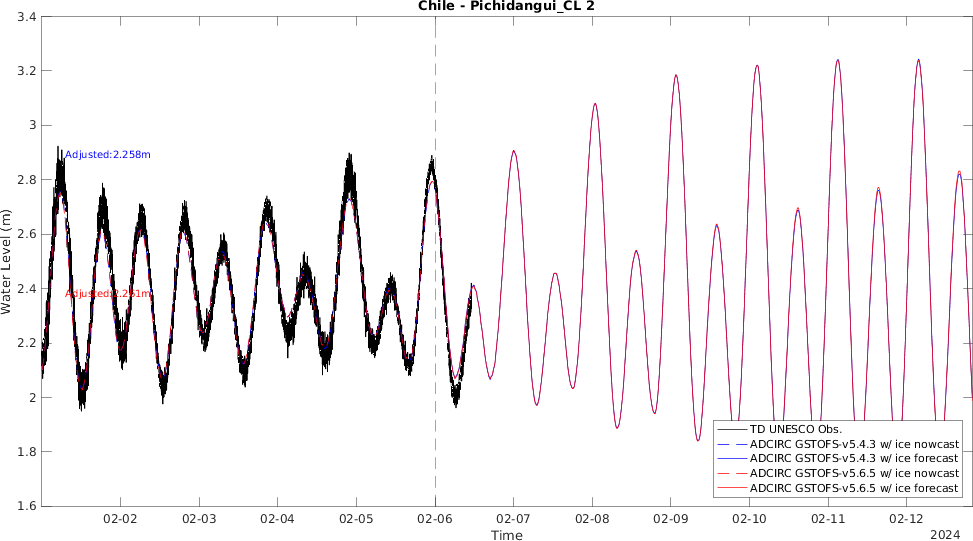 Chile - Pichidangui_CL 2
Water Level (m)
3.4
3.2
3
2.8
2.6
2.4
2.2
2
1.8
1.6
Adjusted:2.258m
Adjusted:2.261m
TD UNESCO Obs.
ADCIRC GSTOFS-v5.4.3 w/ ice nowcast
ADCIRC GSTOFS-v5.4.3 w/ ice forecast
ADCIRC GSTOFS-v5.6.5 w/ ice nowcast
ADCIRC GSTOFS-v5.6.5 w/ ice forecast
02-02 02-03 02-04 02-05 02-06 02-07 02-08 02-09 02-10 02-11 02-12
Time
2024